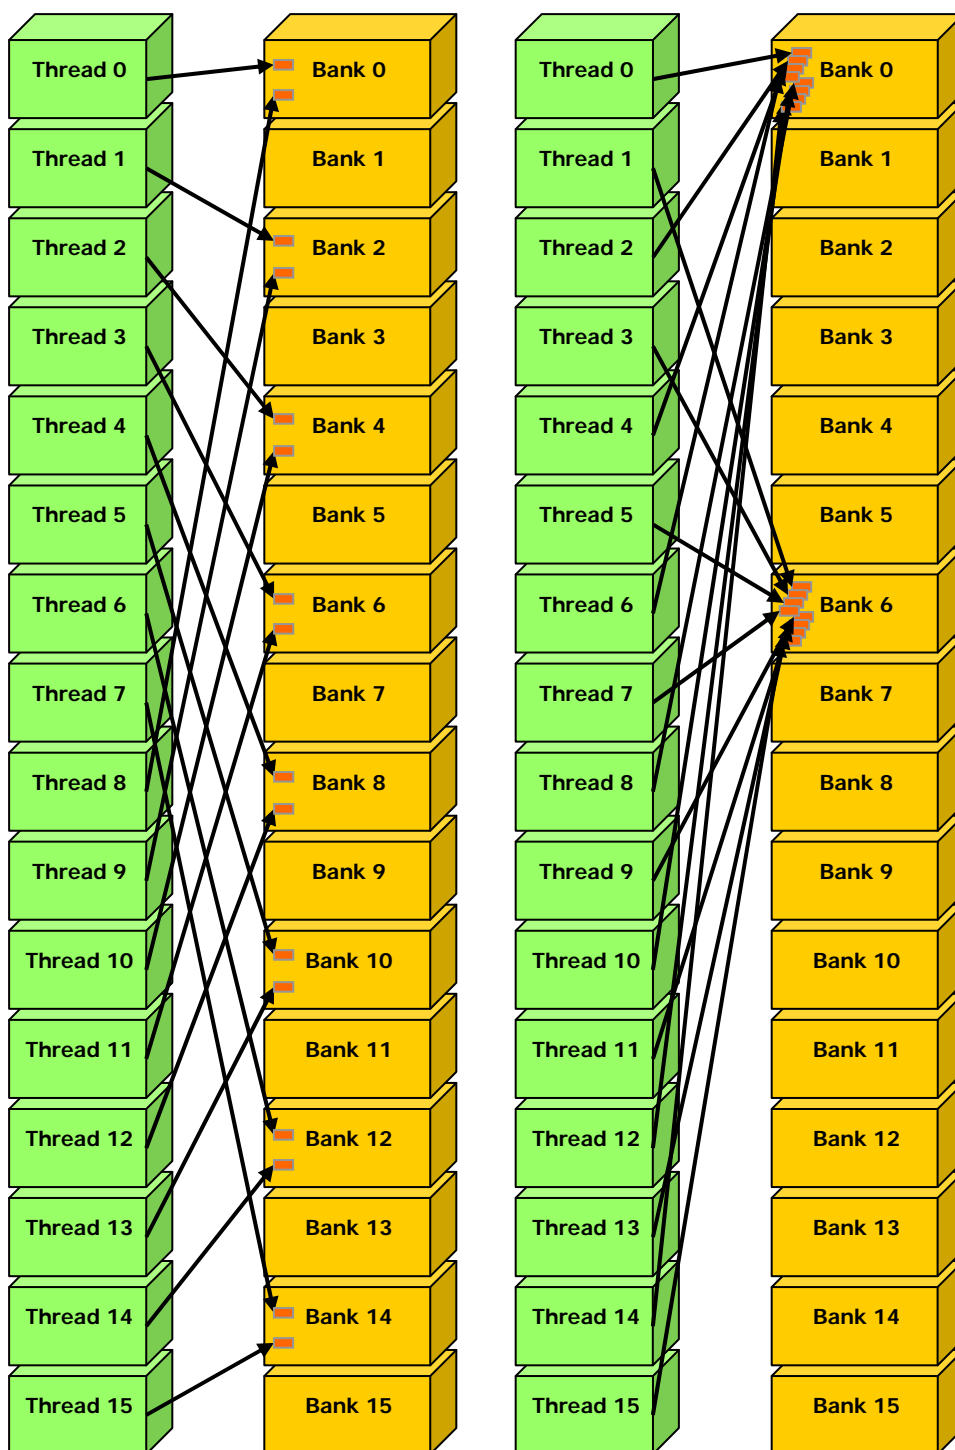 Thread 0 Bank 0 Thread 0 Bank 0
Thread 1 Bank 1 Thread 1 Bank 1
Thread 2 Bank 2 Thread 2 Bank 2
Thread 3 Bank 3 Thread 3 Bank 3
Thread 4 Bank 4 Thread 4 Bank 4
Thread 5 Bank 5 Thread 5 Bank 5
Thread 6 Bank 6 Thread 6 Bank 6
Thread 7 Bank 7 Thread 7 Bank 7
Thread 8 Bank 8 Thread 8 Bank 8
Thread 9 Bank 9 Thread 9 Bank 9
Thread 10 Bank 10 Thread 10 Bank 10
Thread 11 Bank 11 Thread 11 Bank 11
Thread 12 Bank 12 Thread 12 Bank 12
Thread 13 Bank 13 Thread 13 Bank 13
Thread 14 Bank 14 Thread 14 Bank 14
Thread 15 Bank 15 Thread 15 Bank 15